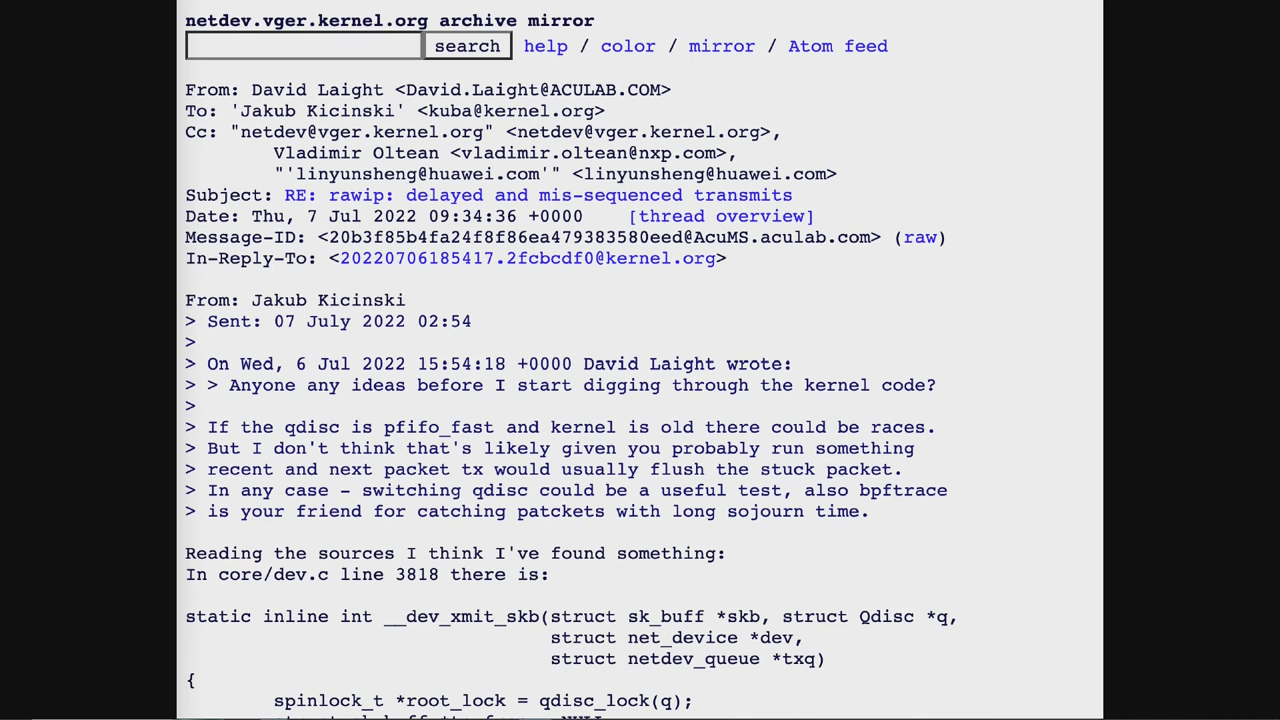 netdev.vger.kernel.org archive mirror
search help / color / mirror / Atom feed
From: David Laight <David.Laight@ACULAB.COM>
To: 'Jakub Kicinski' <kuba@kernel.org>
Cc: "netdev@vger.kernel.org" <netdev@vger.kernel.org>,
Vladimir Oltean <vladimir.oltean@nxp.com>,
"'linyunsheng@huawei.com'" <linyunsheng@huawei.com>
Subject: RE: rawip: delayed and mis-sequenced transmits
Date: Thu, 7 Jul 2022 09:34:36 +0000 [thread overview]
Message-ID: <20b3f85b4fa24f8f86ea479383580eed@AcuMS.aculab.com> (raw)
In-Reply-To: <20220706185417.2fcbcdf0@kernel.org>
From: Jakub Kicinski
> Sent: 07 July 2022 02:54
>
> On Wed, 6 Jul 2022 15:54:18 +0000 David Laight wrote:
> > Anyone any ideas before I start digging through the kernel code?
>
> If the qdisc is pfifo_fast and kernel is old there could be races.
> But I don't think that's likely given you probably run something
> recent and next packet tx would usually flush the stuck packet.
> In any case - switching qdisc could be a useful test, also bpftrace
> is your friend for catching patckets with long sojourn time.
Reading the sources I think I've found something:
In core/dev.c line 3818 there is:
static inline int __dev_xmit_skb(struct sk_buff *skb, struct Qdisc *q,
struct net_device *dev,
struct netdev_queue *txq)
{
spinlock_t *root_lock = qdisc_lock(q);